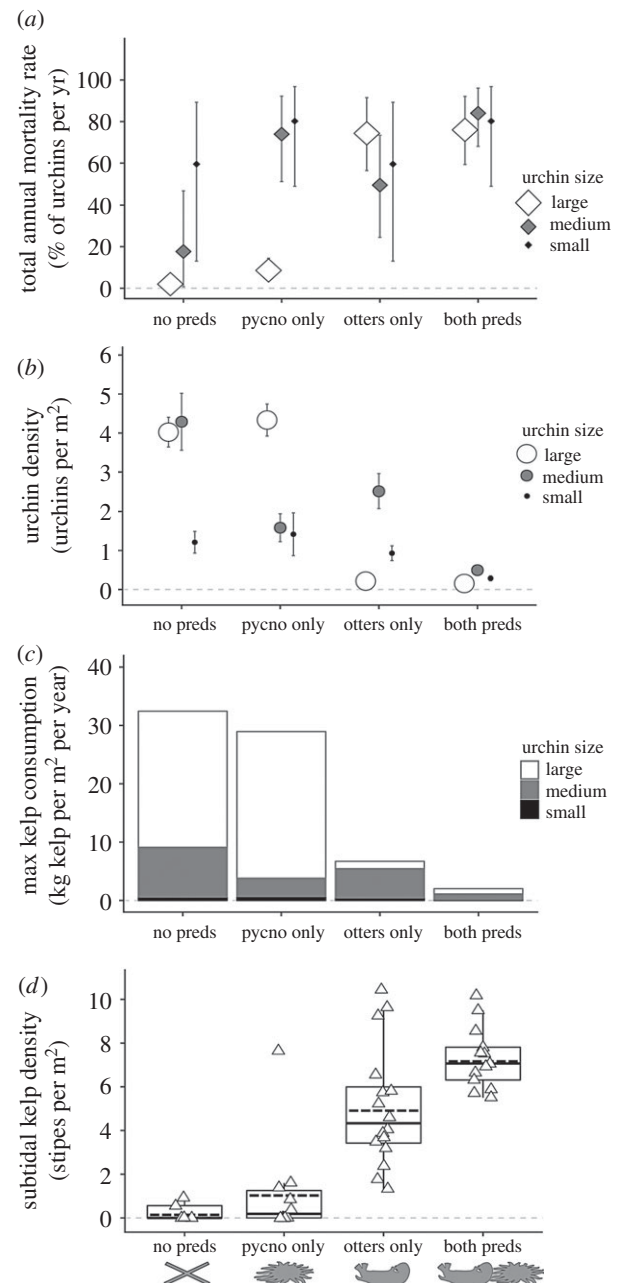 (a)
total annual mortality rate
(% of urchins per yr)
100
80
60
40
20
0
no preds
pycno only
otters only
both preds
urchin size
large
medium
small
(b)
urchin density
(urchins per m2)
6
5
4
3
2
1
0
no preds
pycno only
otters only
both preds
urchin size
large
medium
small
(c)
max kelp consumption
(kg kelp per m2 per year)
40
30
20
10
0
no preds
pycno only
otters only
both preds
urchin size
large
medium
small
(d)
subtidal kelp density
(stipes per m2)
10
8
6
4
2
0
no preds
pycno only
otters only
both preds